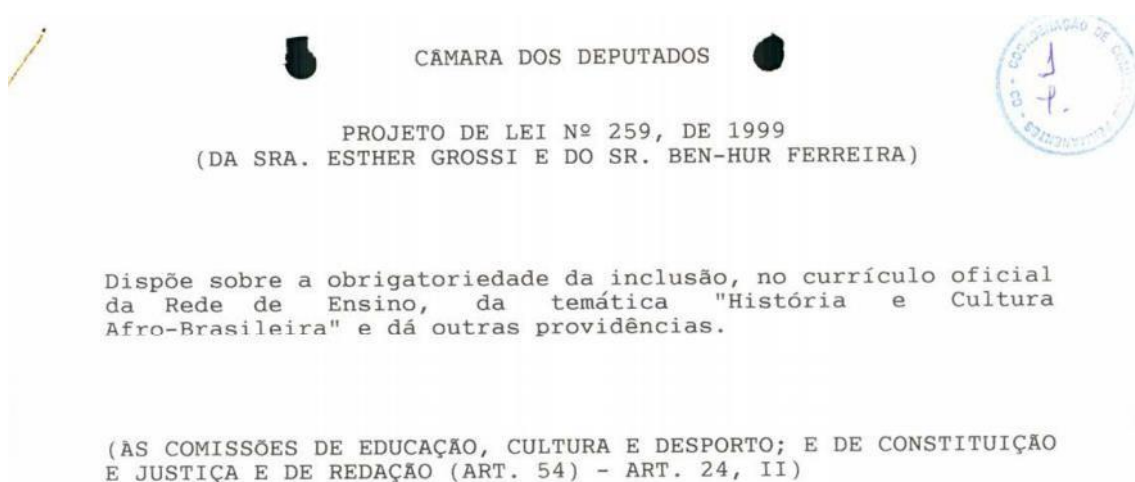 CÂMARA DOS DEPUTADOS
PROJETO DE LEI Nº 259, DE 1999
(DA SRA. ESTHER GROSSI E DO SR. BEN-HUR FERREIRA)
Dispõe sobre a obrigatoriedade da inclusão, no currículo oficial
da Rede de Ensino, da temática "História e Cultura
Afro-Brasileira" e dá outras providências.
(ÀS COMISSÕES DE EDUCAÇÃO, CULTURA E DESPORTO; E DE CONSTITUIÇÃO
E JUSTIÇA E DE REDAÇÃO (ART. 54) - ART. 24, II)